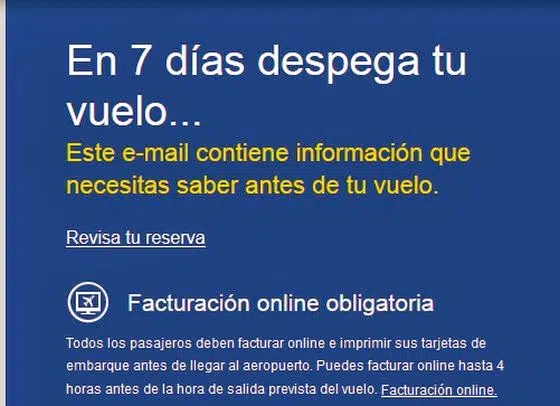 En 7 días despega tu
vuelo...
Este e-mail contiene información que
necesitas saber antes de tu vuelo.
Revisa tu reserva
Facturación online obligatoria
Todos los pasajeros deben facturar online e imprimir sus tarjetas de
embarque antes de llegar al aeropuerto. Puedes facturar online hasta 4
horas antes de la hora de salida prevista del vuelo. Facturación online.